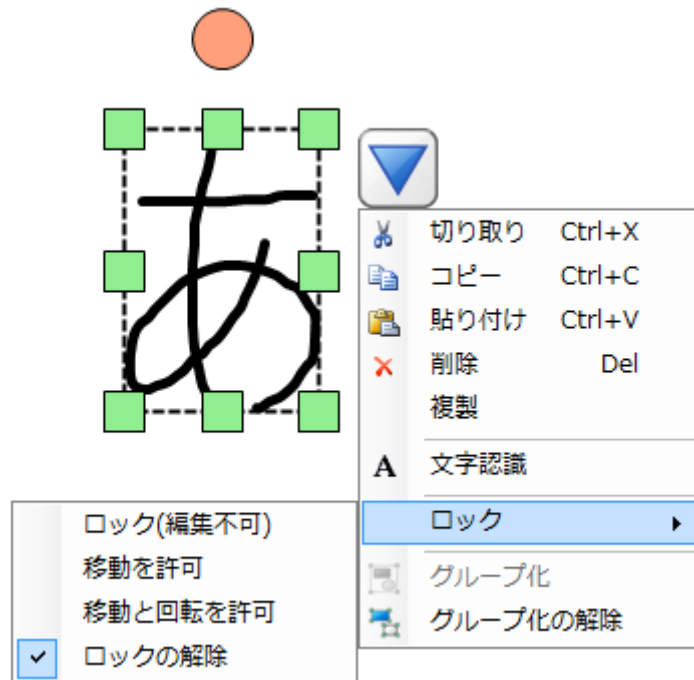 あ
切り取り Ctrl+X
コピー Ctrl+C
貼り付け Ctrl+V
削除 Del
複製
A 文字認識
ロック
グループ化
グループ化の解除
ロック(編集不可)
移動を許可
移動と回転を許可
ロックの解除